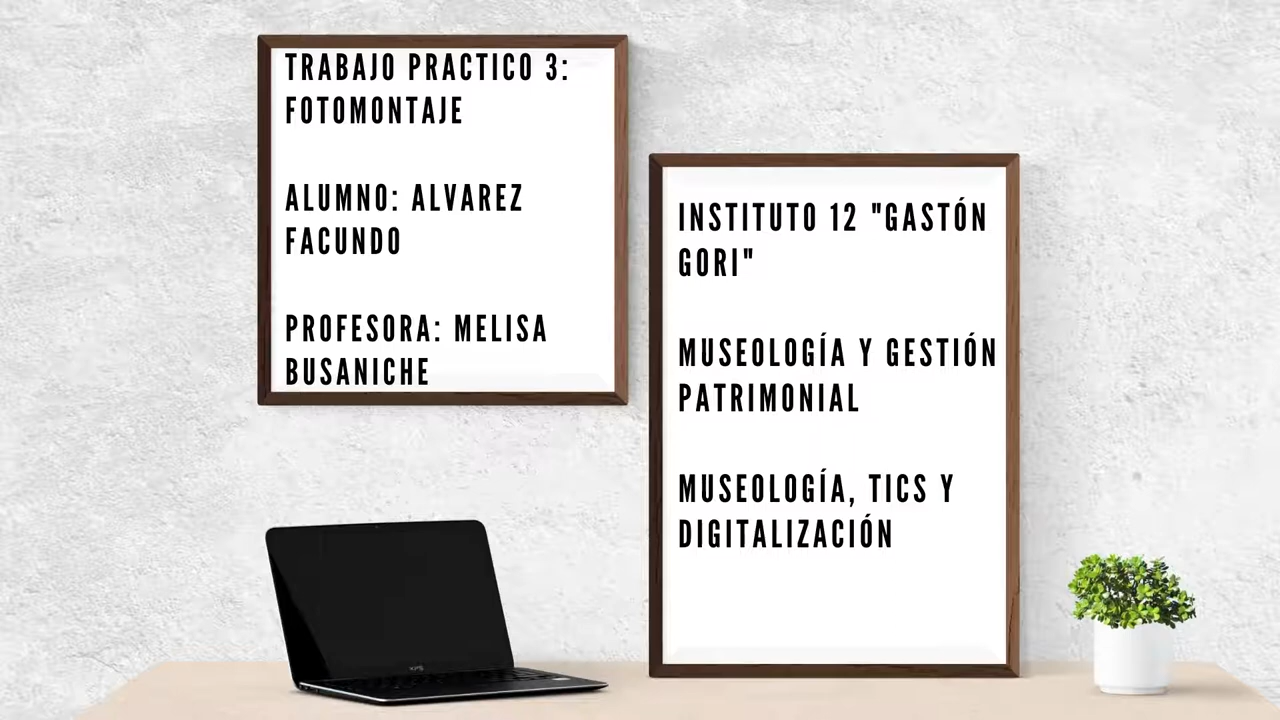 TRABAJO PRACTICO 3:
FOTOMONTAJE
ALUMNO: ALVAREZ
FACUNDO
PROFESORA: MELISA
BUSANICHE
INSTITUTO 12 "GASTÓN
GORI"
MUSEOLOGÍA Y GESTIÓN
PATRIMONIAL
MUSEOLOGÍA, TICS Y
DIGITALIZACIÓN